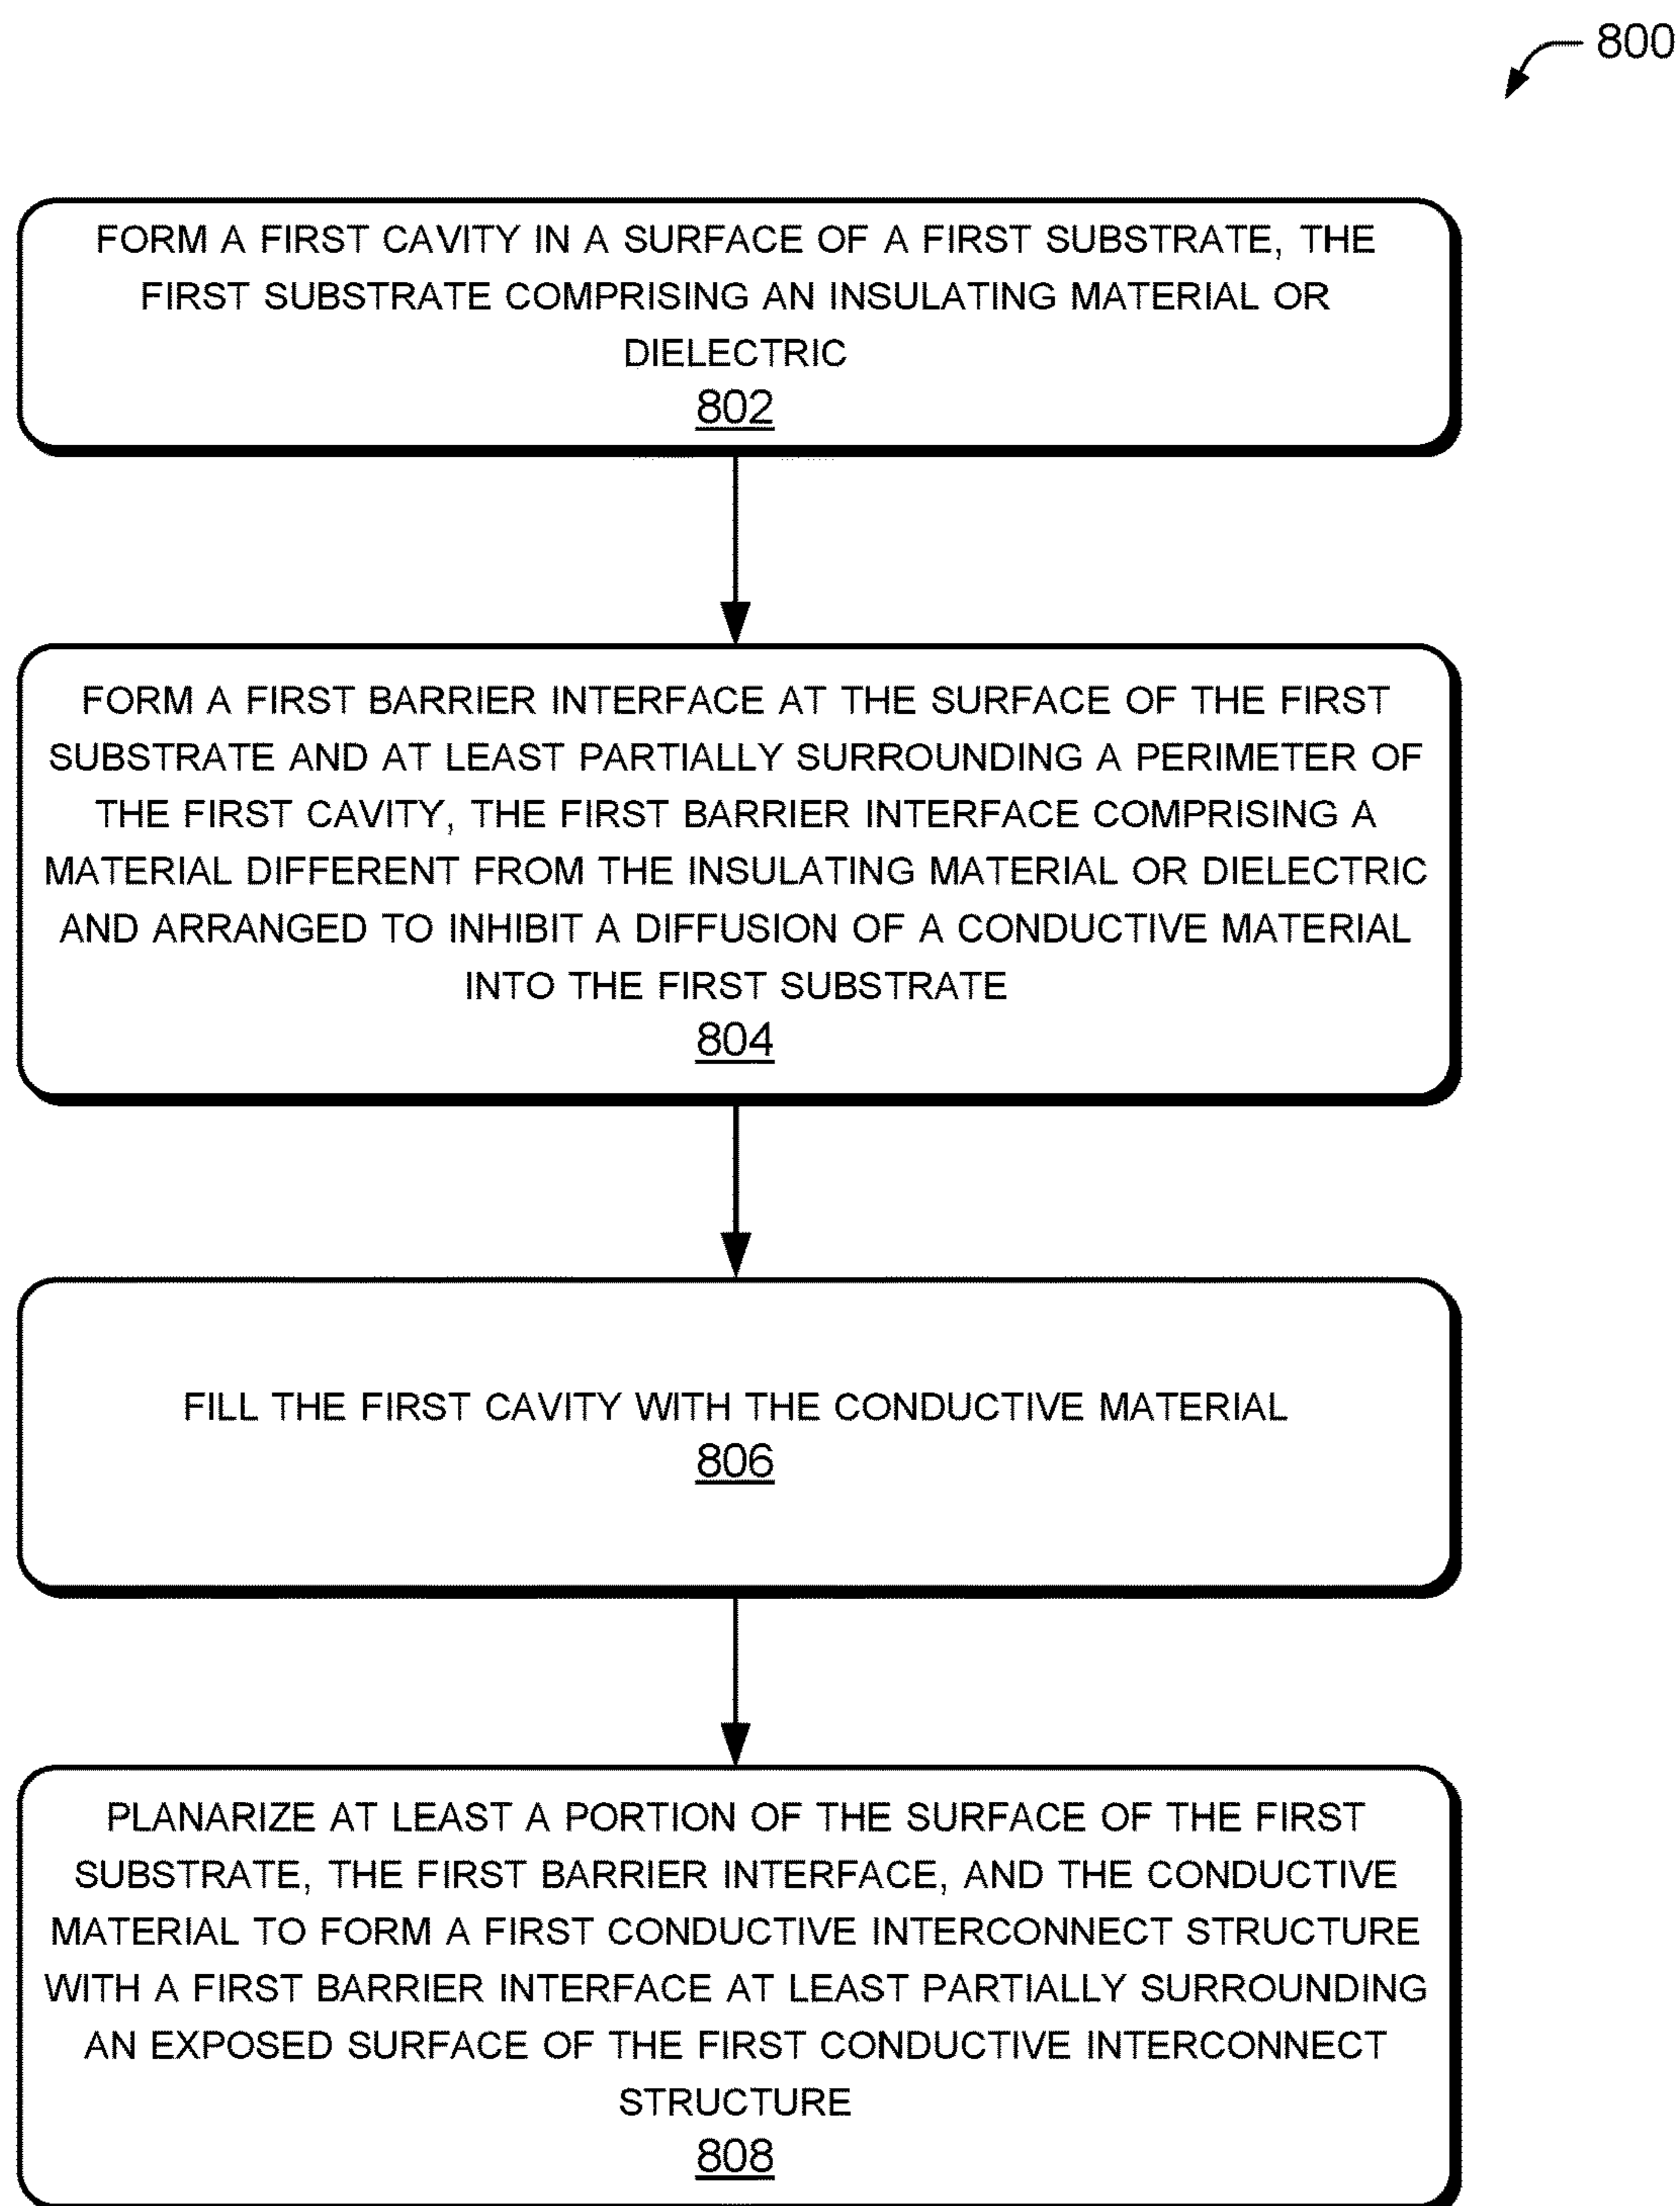 800
FORM A FIRST CAVITY IN A SURFACE OF A FIRST SUBSTRATE, THE
FIRST SUBSTRATE COMPRISING AN INSULATING MATERIAL OR
DIELECTRIC
802
FORM A FIRST BARRIER INTERFACE AT THE SURFACE OF THE FIRST
SUBSTRATE AND AT LEAST PARTIALLY SURROUNDING A PERIMETER OF
THE FIRST CAVITY, THE FIRST BARRIER INTERFACE COMPRISING A
MATERIAL DIFFERENT FROM THE INSULATING MATERIAL OR DIELECTRIC
AND ARRANGED TO INHIBIT A DIFFUSION OF A CONDUCTIVE MATERIAL
INTO THE FIRST SUBSTRATE
804
FILL THE FIRST CAVITY WITH THE CONDUCTIVE MATERIAL
806
PLANARIZE AT LEAST A PORTION OF THE SURFACE OF THE FIRST
SUBSTRATE, THE FIRST BARRIER INTERFACE, AND THE CONDUCTIVE
MATERIAL TO FORM A FIRST CONDUCTIVE INTERCONNECT STRUCTURE
WITH A FIRST BARRIER INTERFACE AT LEAST PARTIALLY SURROUNDING
AN EXPOSED SURFACE OF THE FIRST CONDUCTIVE INTERCONNECT
STRUCTURE
808